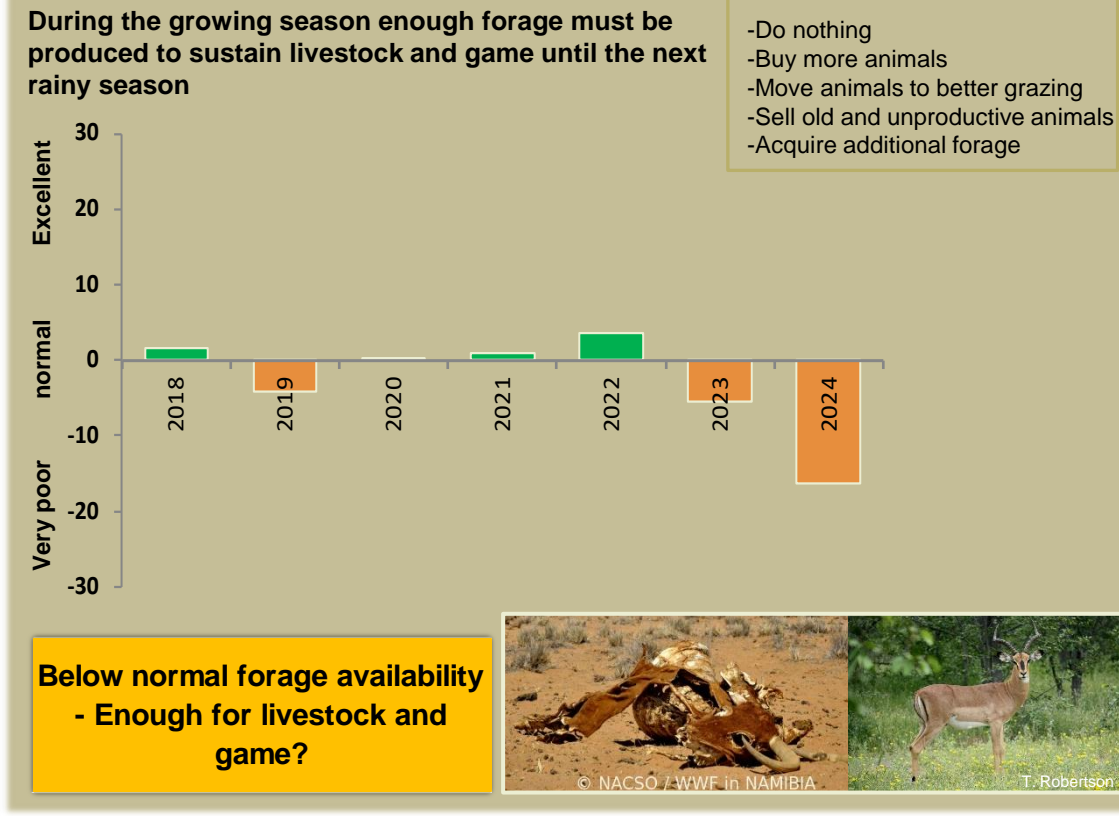 During the growing season enough forage must be
produced to sustain livestock and game until the next
rainy season
-Do nothing
-Buy more animals
-Move animals to better grazing
-Sell old and unproductive animals
-Acquire additional forage
Excellent
normal
Very poor
30
20
10
0
-10
-20
-30
2018
2019
2020
2021
2022
2023
2024
Below normal forage availability
- Enough for livestock and
game?
© NACSO / WWF in NAMIBIA
T. Robertson